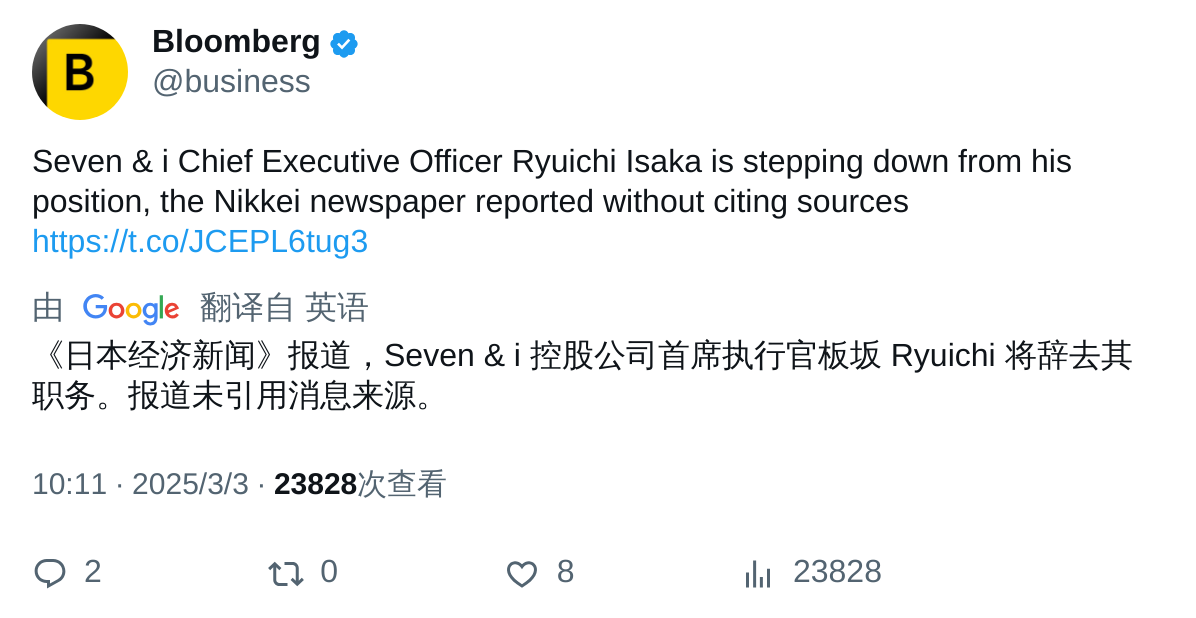 B
Bloomberg
@business
Seven & i Chief Executive Officer Ryuichi Isaka is stepping down from his
position, the Nikkei newspaper reported without citing sources
https://t.co/JCEPL6tug3
由 Google 翻译自 英语
《日本经济新闻》报道，Seven & i 控股公司首席执行官板坂 Ryuichi 将辞去其
职务。报道未引用消息来源。
10:11 · 2025/3/3 · 23828次查看
2 0 8 23828